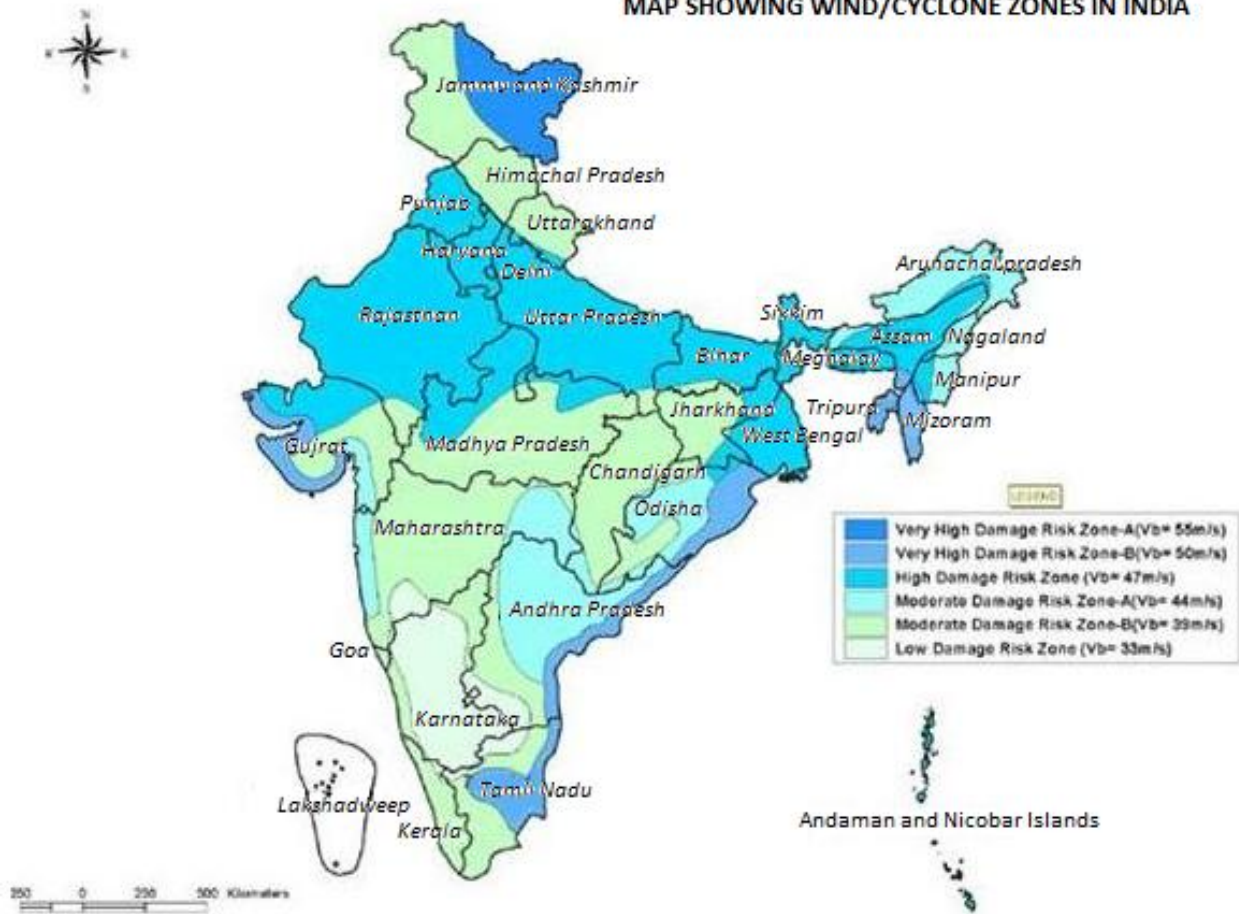 MAP SHOWING WIND/CYCLONE ZONES IN INDIA
N
E
S
Jammu and Kashmir
Himachal Pradesh
Punjab
Uttarakhand
Haryana
Delhi
Arunachal pradesh
Rajasthan
Uttar Pradesh
Sikkim
Assam
Nagaland
Bihar
Meghalay
Manipur
Jharkhand
Tripura
Mizoram
Gujrat
Madhya Pradesh
West Bengal
Chandigarh
Odisha
Maharashtra
LEGEND
Very High Damage Risk Zone-A(Vb= 55m/s)
Very High Damage Risk Zone-B(Vb= 50m/s)
High Damage Risk Zone (Vb= 47m/s)
Moderate Damage Risk Zone-A(Vb= 44m/s)
Moderate Damage Risk Zone-B(Vb= 39m/s)
Low Damage Risk Zone (Vb= 33m/s)
Andhra Pradesh
Goa
Karnataka
Tamil Nadu
Lakshadweep
Kerala
Andaman and Nicobar Islands
250 0 250 500 Kilometers